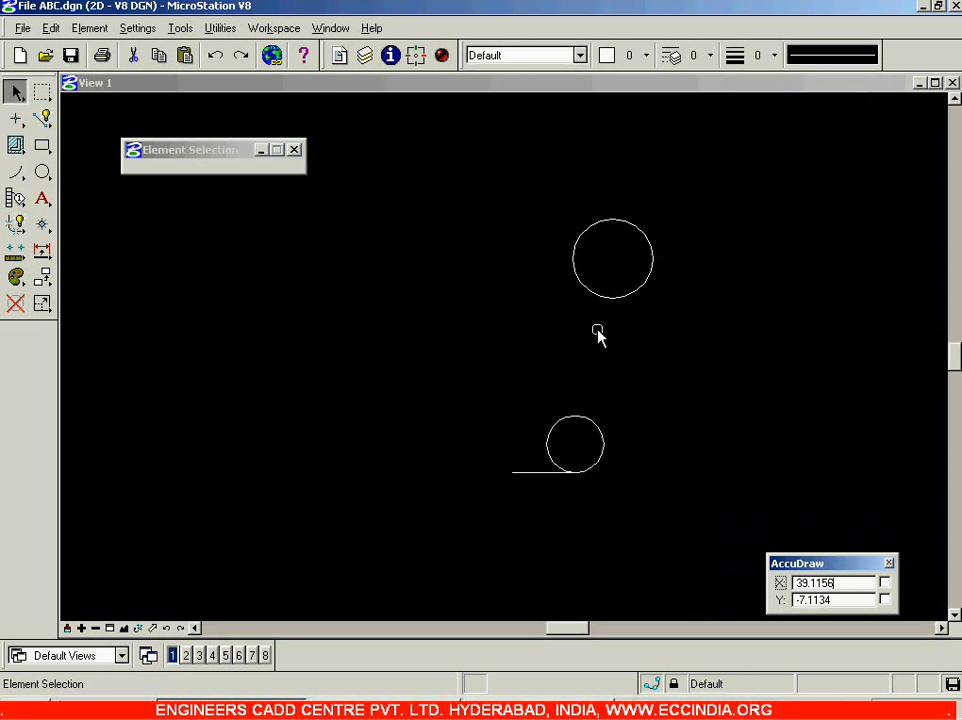 File ABC.dgn (2D - V8 DGN) - MicroStation V8
File Edit Element Settings Tools Utilities Workspace Window Help
Default 0 0 0
View 1
Element Selection
AccuDraw
X: 39.1156
Y: -7.1134
Default Views 1 2 3 4 5 6 7 8
Element Selection Default
ENGINEERS CADD CENTRE PVT. LTD. HYDERABAD, INDIA, WWW.ECCINDIA.ORG